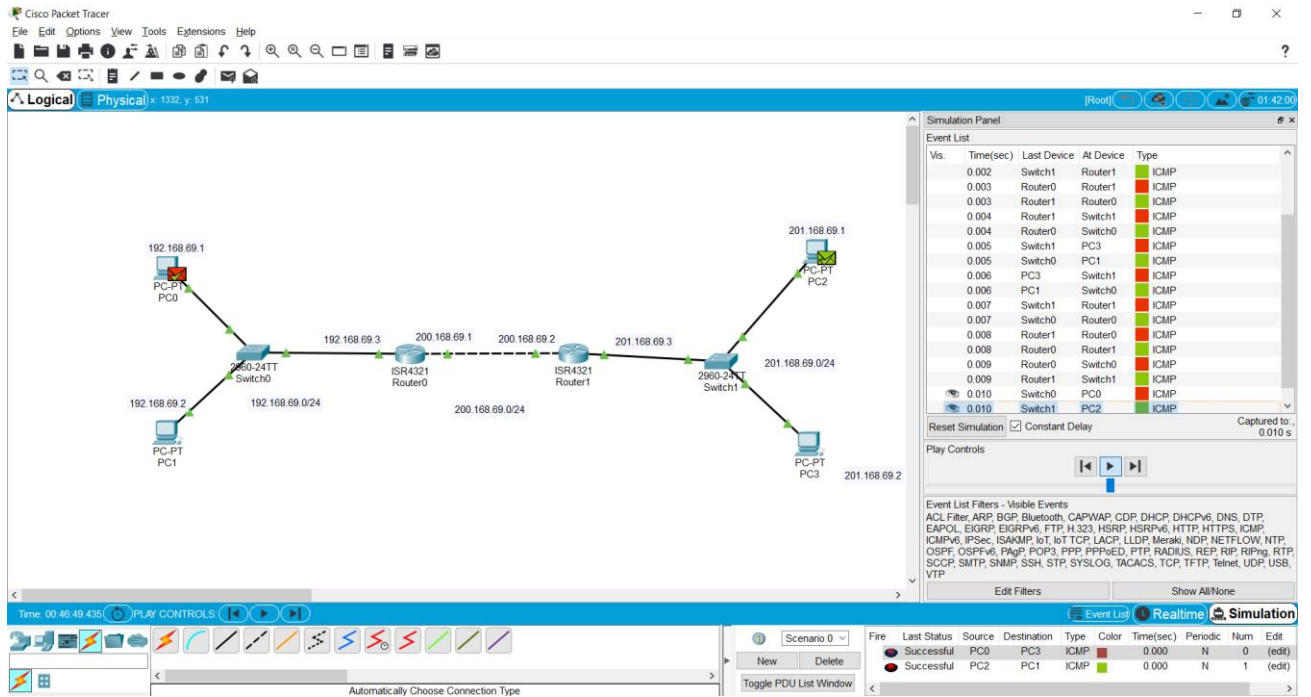 Cisco Packet Tracer
File Edit Options View Tools Extensions Help
?
Logical Physical x: 1332, y: 531
[Root] 01:42:00
192.168.69.1
PC-PT
PC0
192.168.69.2
PC-PT
PC1
2960-24TT
Switch0
192.168.69.0/24
192.168.69.3
200.168.69.1
ISR4321
Router0
200.168.69.0/24
200.168.69.2
ISR4321
Router1
201.168.69.3
2960-24TT
Switch1
201.168.69.0/24
201.168.69.1
PC-PT
PC2
PC-PT
PC3
201.168.69.2
Simulation Panel
Event List
Vis. Time(sec) Last Device At Device Type
0.002 Switch1 Router1 ICMP
0.003 Router0 Router1 ICMP
0.003 Router1 Router0 ICMP
0.004 Router1 Switch1 ICMP
0.004 Router0 Switch0 ICMP
0.005 Switch1 PC3 ICMP
0.005 Switch0 PC1 ICMP
0.006 PC3 Switch1 ICMP
0.006 PC1 Switch0 ICMP
0.007 Switch1 Router1 ICMP
0.007 Switch0 Router0 ICMP
0.008 Router1 Router0 ICMP
0.008 Router0 Router1 ICMP
0.009 Router0 Switch0 ICMP
0.009 Router1 Switch1 ICMP
0.010 Switch0 PC0 ICMP
0.010 Switch1 PC2 ICMP
Reset Simulation Constant Delay
Captured to:
0.010 s
Play Controls
Event List Filters - Visible Events
ACL Filter, ARP, BGP, Bluetooth, CAPWAP, CDP, DHCP, DHCPv6, DNS, DTP,
EAPOL, EIGRP, EIGRPv6, FTP, H.323, HSRP, HSRPv6, HTTP, HTTPS, ICMP,
ICMPv6, IPSec, ISAKMP, IoT, IoT TCP, LACP, LLDP, Meraki, NDP, NETFLOW, NTP,
OSPF, OSPFv6, PAgP, POP3, PPP, PPPoED, PTP, RADIUS, REP, RIP, RIPng, RTP,
SCCP, SMTP, SNMP, SSH, STP, SYSLOG, TACACS, TCP, TFTP, Telnet, UDP, USB,
VTP
Edit Filters Show All/None
Time: 00:46:49.435 PLAY CONTROLS:
Event List Realtime Simulation
Automatically Choose Connection Type
Scenario 0
New Delete
Toggle PDU List Window
Fire Last Status Source Destination Type Color Time(sec) Periodic Num Edit
Successful PC0 PC3 ICMP 0.000 N 0 (edit)
Successful PC2 PC1 ICMP 0.000 N 1 (edit)